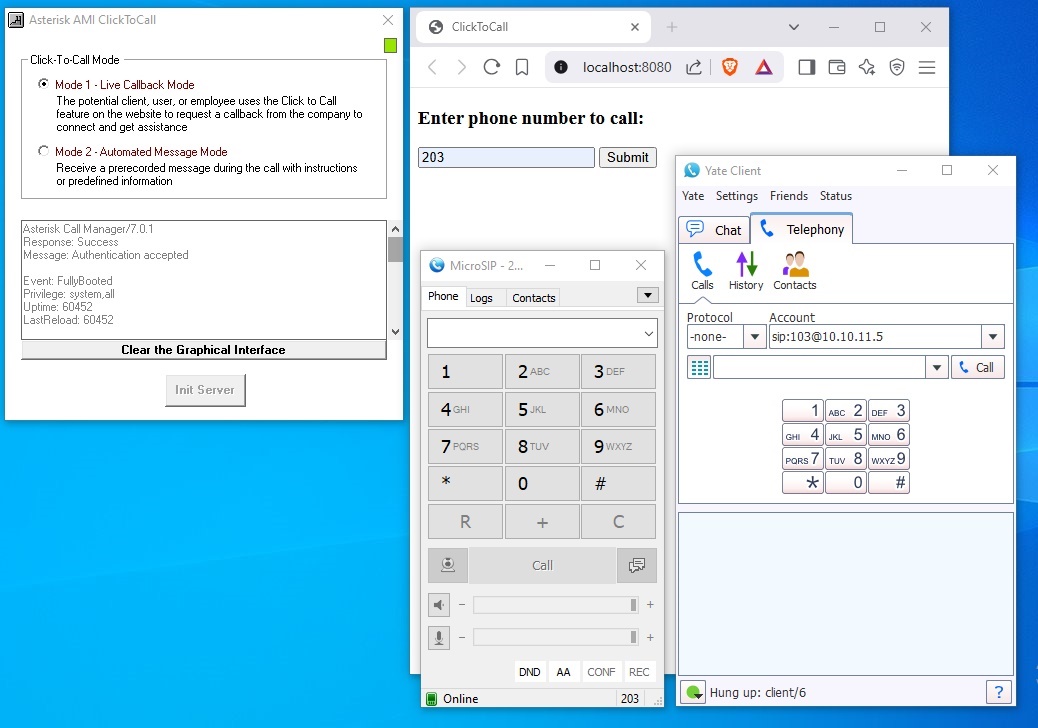 Asterisk AMI ClickToCall
Click-To-Call Mode
Mode 1 - Live Callback Mode
The potential client, user, or employee uses the Click to Call
feature on the website to request a callback from the company to
connect and get assistance
Mode 2 - Automated Message Mode
Receive a prerecorded message during the call with instructions
or predefined information
Asterisk Call Manager/7.0.1
Response: Success
Message: Authentication accepted
Event: FullyBooted
Privilege: system,all
Uptime: 60452
LastReload: 60452
Clear the Graphical Interface
Init Server
ClickToCall
localhost:8080
Enter phone number to call:
203 Submit
MicroSIP - 2...
Phone Logs Contacts
1 2 ABC 3 DEF
4 GHI 5 JKL 6 MNO
7 PQRS 8 TUV 9 WXYZ
* 0 #
R + C
Call
- +
- +
DND AA CONF REC
Online 203
Yate Client
Yate Settings Friends Status
Chat Telephony
Calls History Contacts
Protocol Account
-none- sip:103@10.10.11.5
Call
1 ABC 2 DEF 3
GHI 4 JKL 5 MNO 6
PQRS 7 TUV 8 WXYZ 9
* 0 #
Hung up: client/6 ?